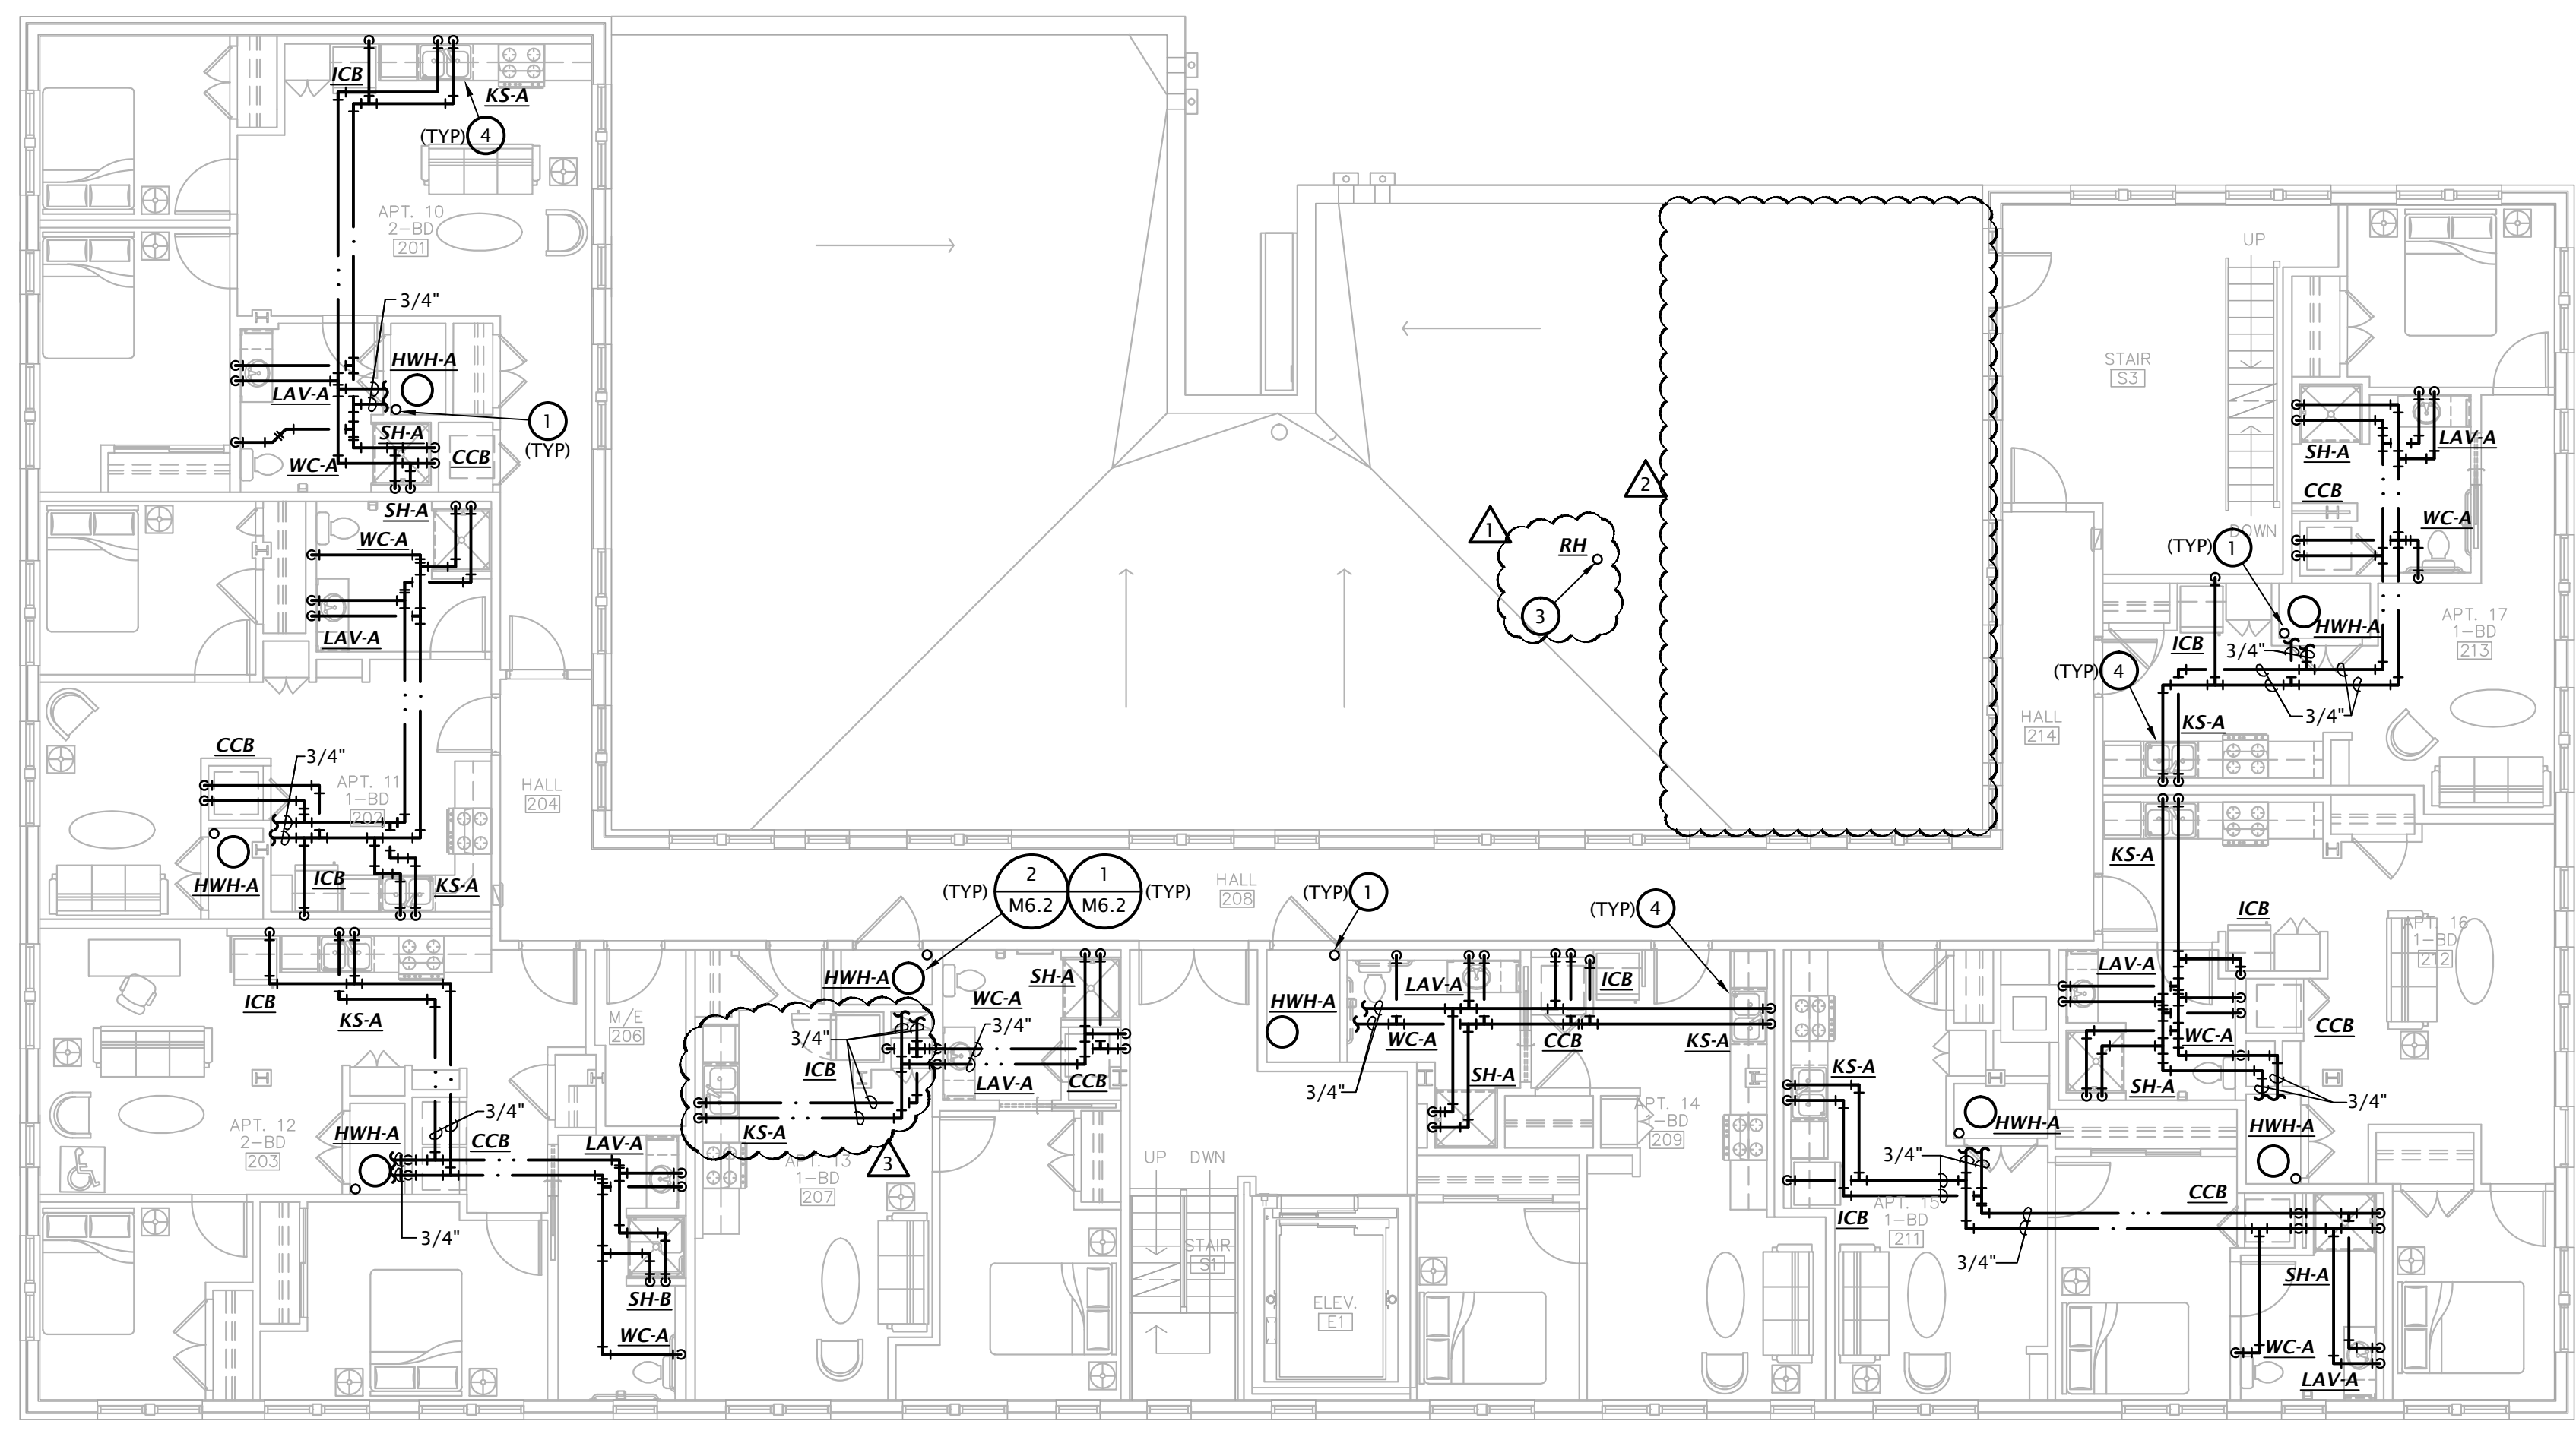 ICB
KS-A
(TYP) 4
APT. 10
2-BD
201
3/4"
HWH-A
LAV-A
1
(TYP)
SH-A
WC-A
CCB
SH-A
WC-A
LAV-A
CCB
3/4"
APT. 11
1-BD
202
HWH-A
ICB
KS-A
HALL
204
ICB
KS-A
M/E
206
3/4"
APT. 12
2-BD
203
HWH-A
CCB
LAV-A
3/4"
SH-B
WC-A
(TYP)
2
M6.2
1
M6.2
(TYP)
HWH-A
SH-A
WC-A
3/4"
3/4"
ICB
LAV-A
CCB
KS-A
3
APT. 13
1-BD
207
UP
DWN
STAIR
S1
ELEV.
E1
HALL
208
(TYP) 1
(TYP) 4
HWH-A
LAV-A
ICB
WC-A
CCB
KS-A
3/4"
SH-A
APT. 14
1-BD
209
1
RH
3
2
STAIR
S3
UP
DOWN
LAV-A
SH-A
CCB
WC-A
(TYP) 1
HWH-A
ICB
3/4"
APT. 17
1-BD
213
(TYP) 4
3/4"
KS-A
HALL
214
KS-A
ICB
APT. 16
1-BD
212
LAV-A
CCB
WC-A
SH-A
3/4"
HWH-A
KS-A
HWH-A
3/4"
ICB
APT. 15
1-BD
211
CCB
3/4"
SH-A
WC-A
LAV-A